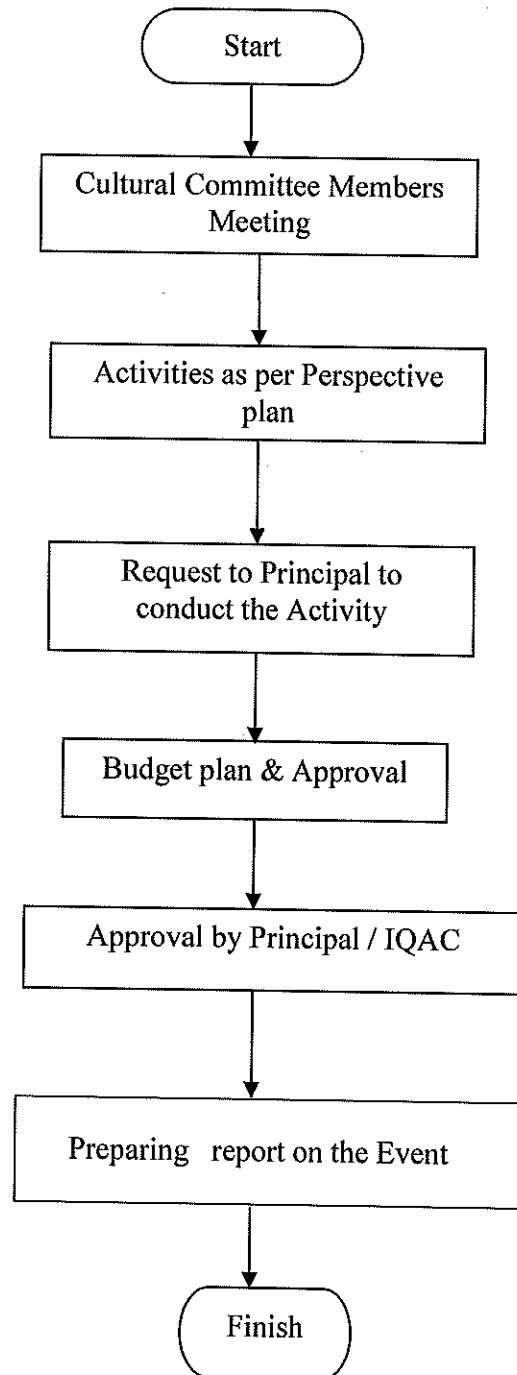 Start
Cultural Committee Members
Meeting
Activities as per Perspective
plan
Request to Principal to
conduct the Activity
Budget plan & Approval
Approval by Principal / IQAC
Preparing report on the Event
Finish